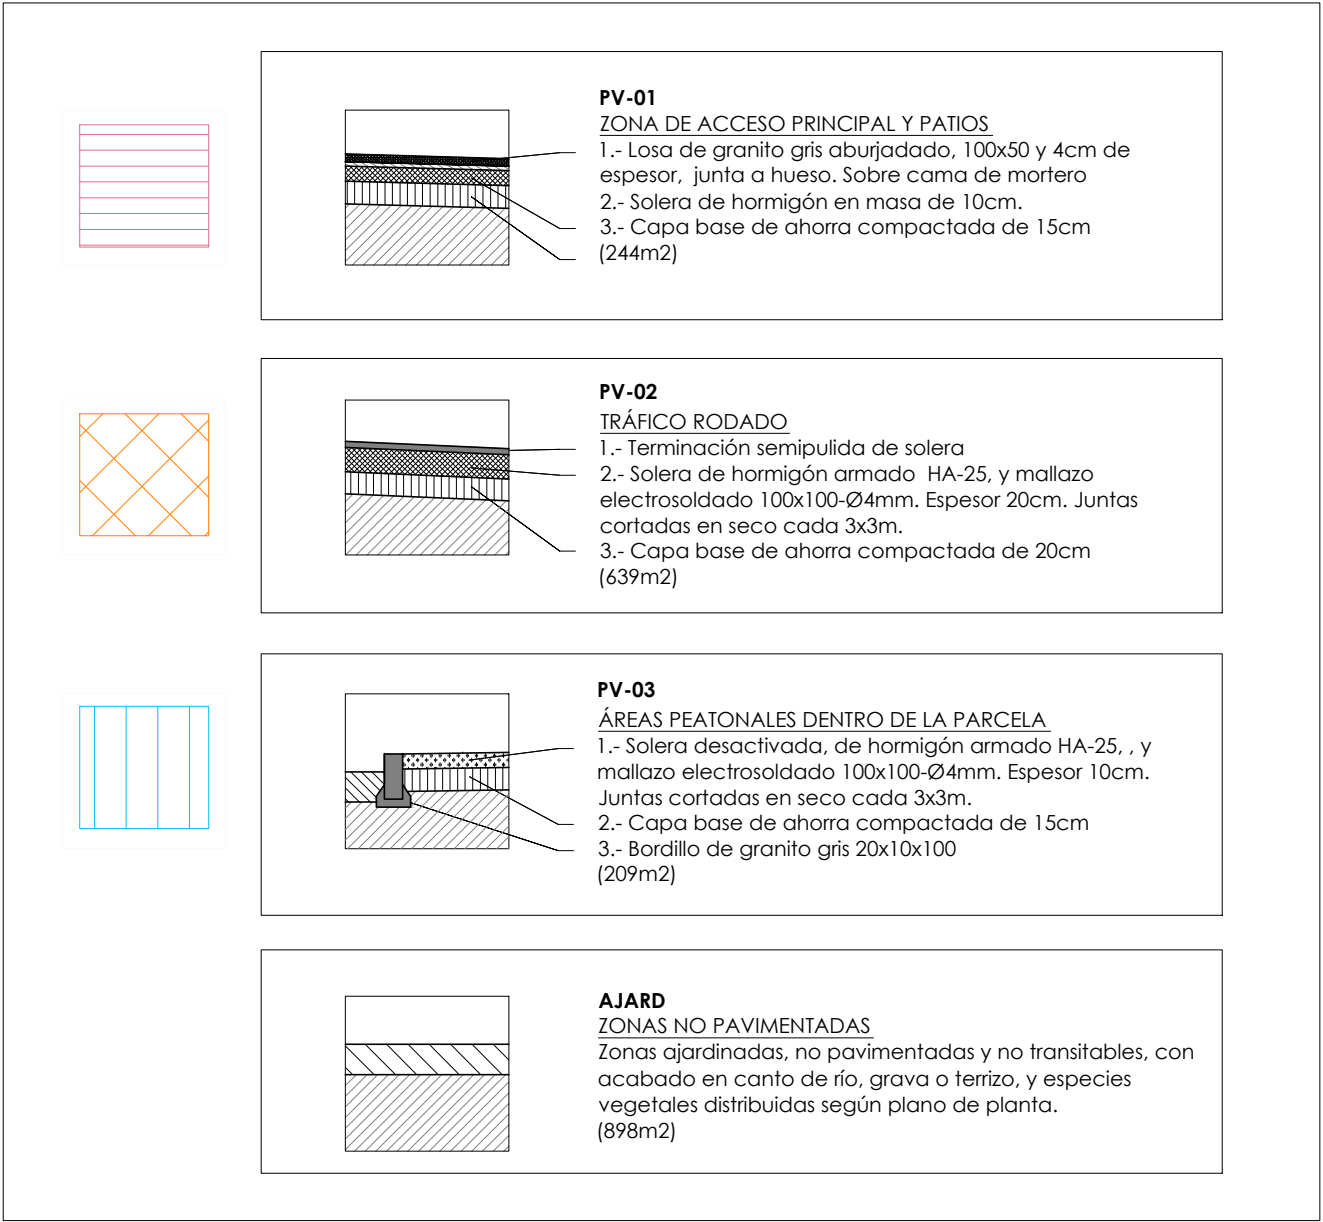 PV-01
ZONA DE ACCESO PRINCIPAL Y PATIOS
1.- Losa de granito gris aburjadado, 100x50 y 4cm de
espesor,  junta a hueso. Sobre cama de mortero
2.- Solera de hormigón en masa de 10cm.
3.- Capa base de ahorra compactada de 15cm
(244m2)
PV-02
TRÁFICO RODADO
1.- Terminación semipulida de solera
2.- Solera de hormigón armado  HA-25, y mallazo
electrosoldado 100x100-Ø4mm. Espesor 20cm. Juntas
cortadas en seco cada 3x3m.
3.- Capa base de ahorra compactada de 20cm
(639m2)
PV-03
ÁREAS PEATONALES DENTRO DE LA PARCELA
1.- Solera desactivada, de hormigón armado HA-25, , y
mallazo electrosoldado 100x100-Ø4mm. Espesor 10cm.
Juntas cortadas en seco cada 3x3m.
2.- Capa base de ahorra compactada de 15cm
3.- Bordillo de granito gris 20x10x100
(209m2)
AJARD
ZONAS NO PAVIMENTADAS
Zonas ajardinadas, no pavimentadas y no transitables, con
acabado en canto de río, grava o terrizo, y especies
vegetales distribuidas según plano de planta.
(898m2)